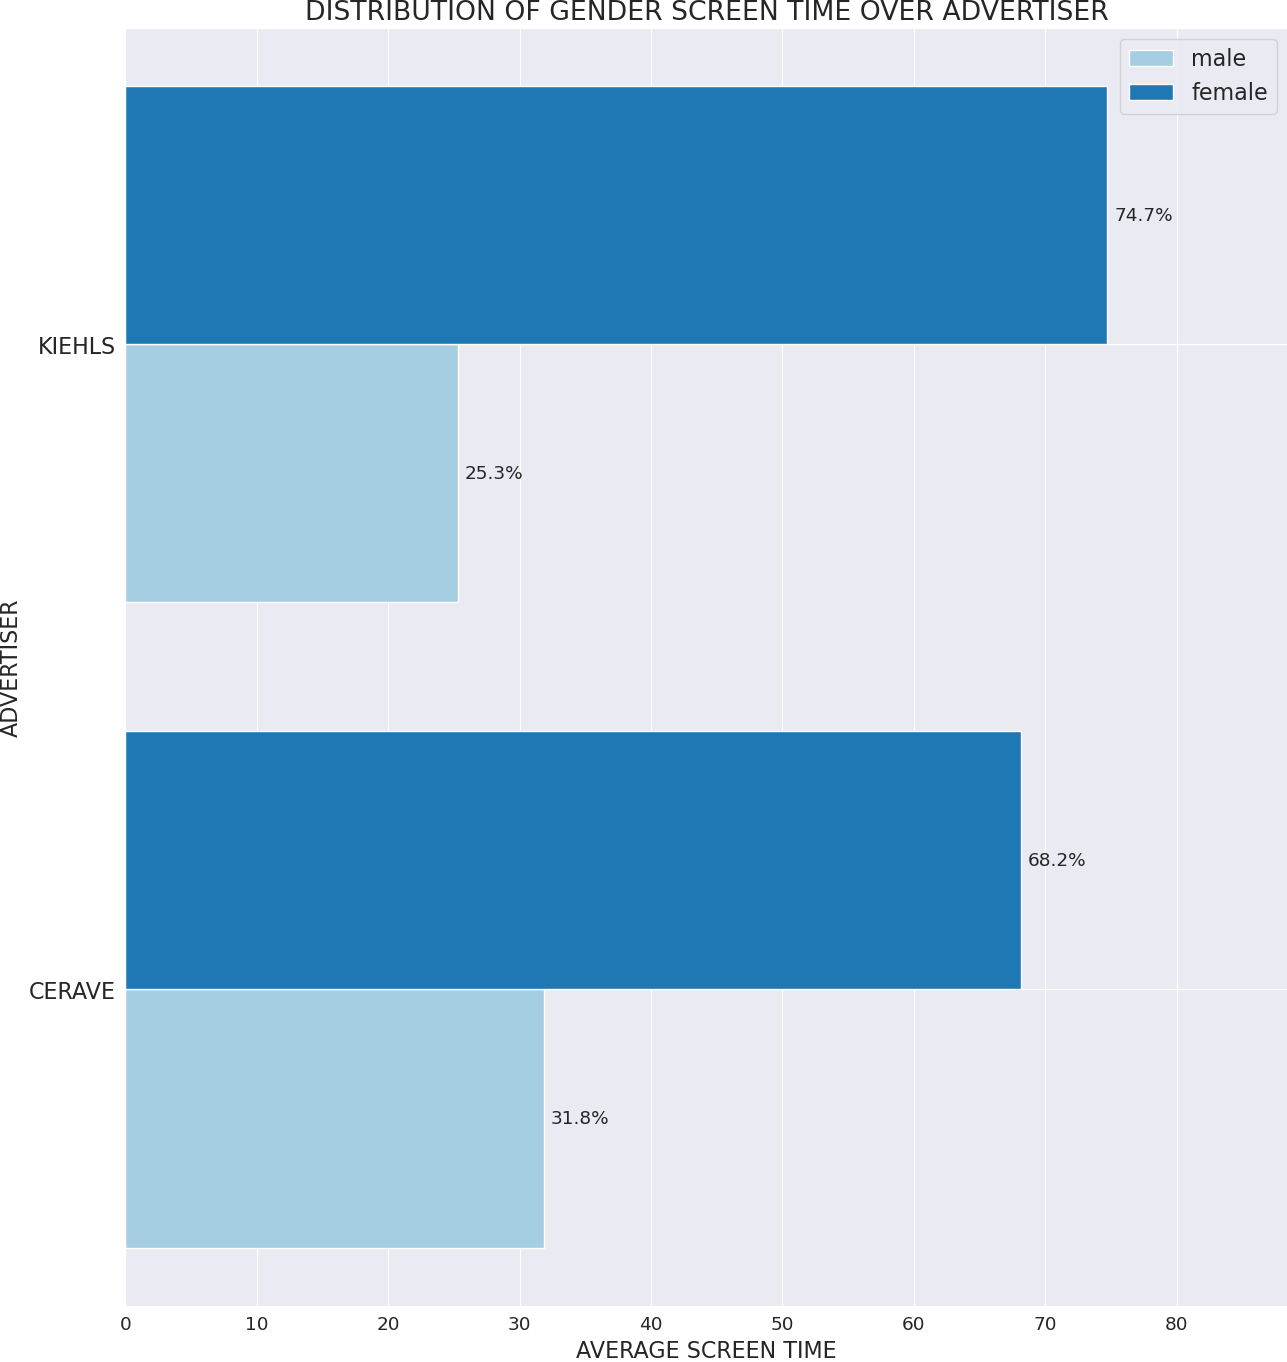 DISTRIBUTION OF GENDER SCREEN TIME OVER ADVERTISER
male
female
74.7%
KIEHLS
25.3%
ADVERTISER
68.2%
CERAVE
31.8%
0 10 20 30 40 50 60 70 80
AVERAGE SCREEN TIME